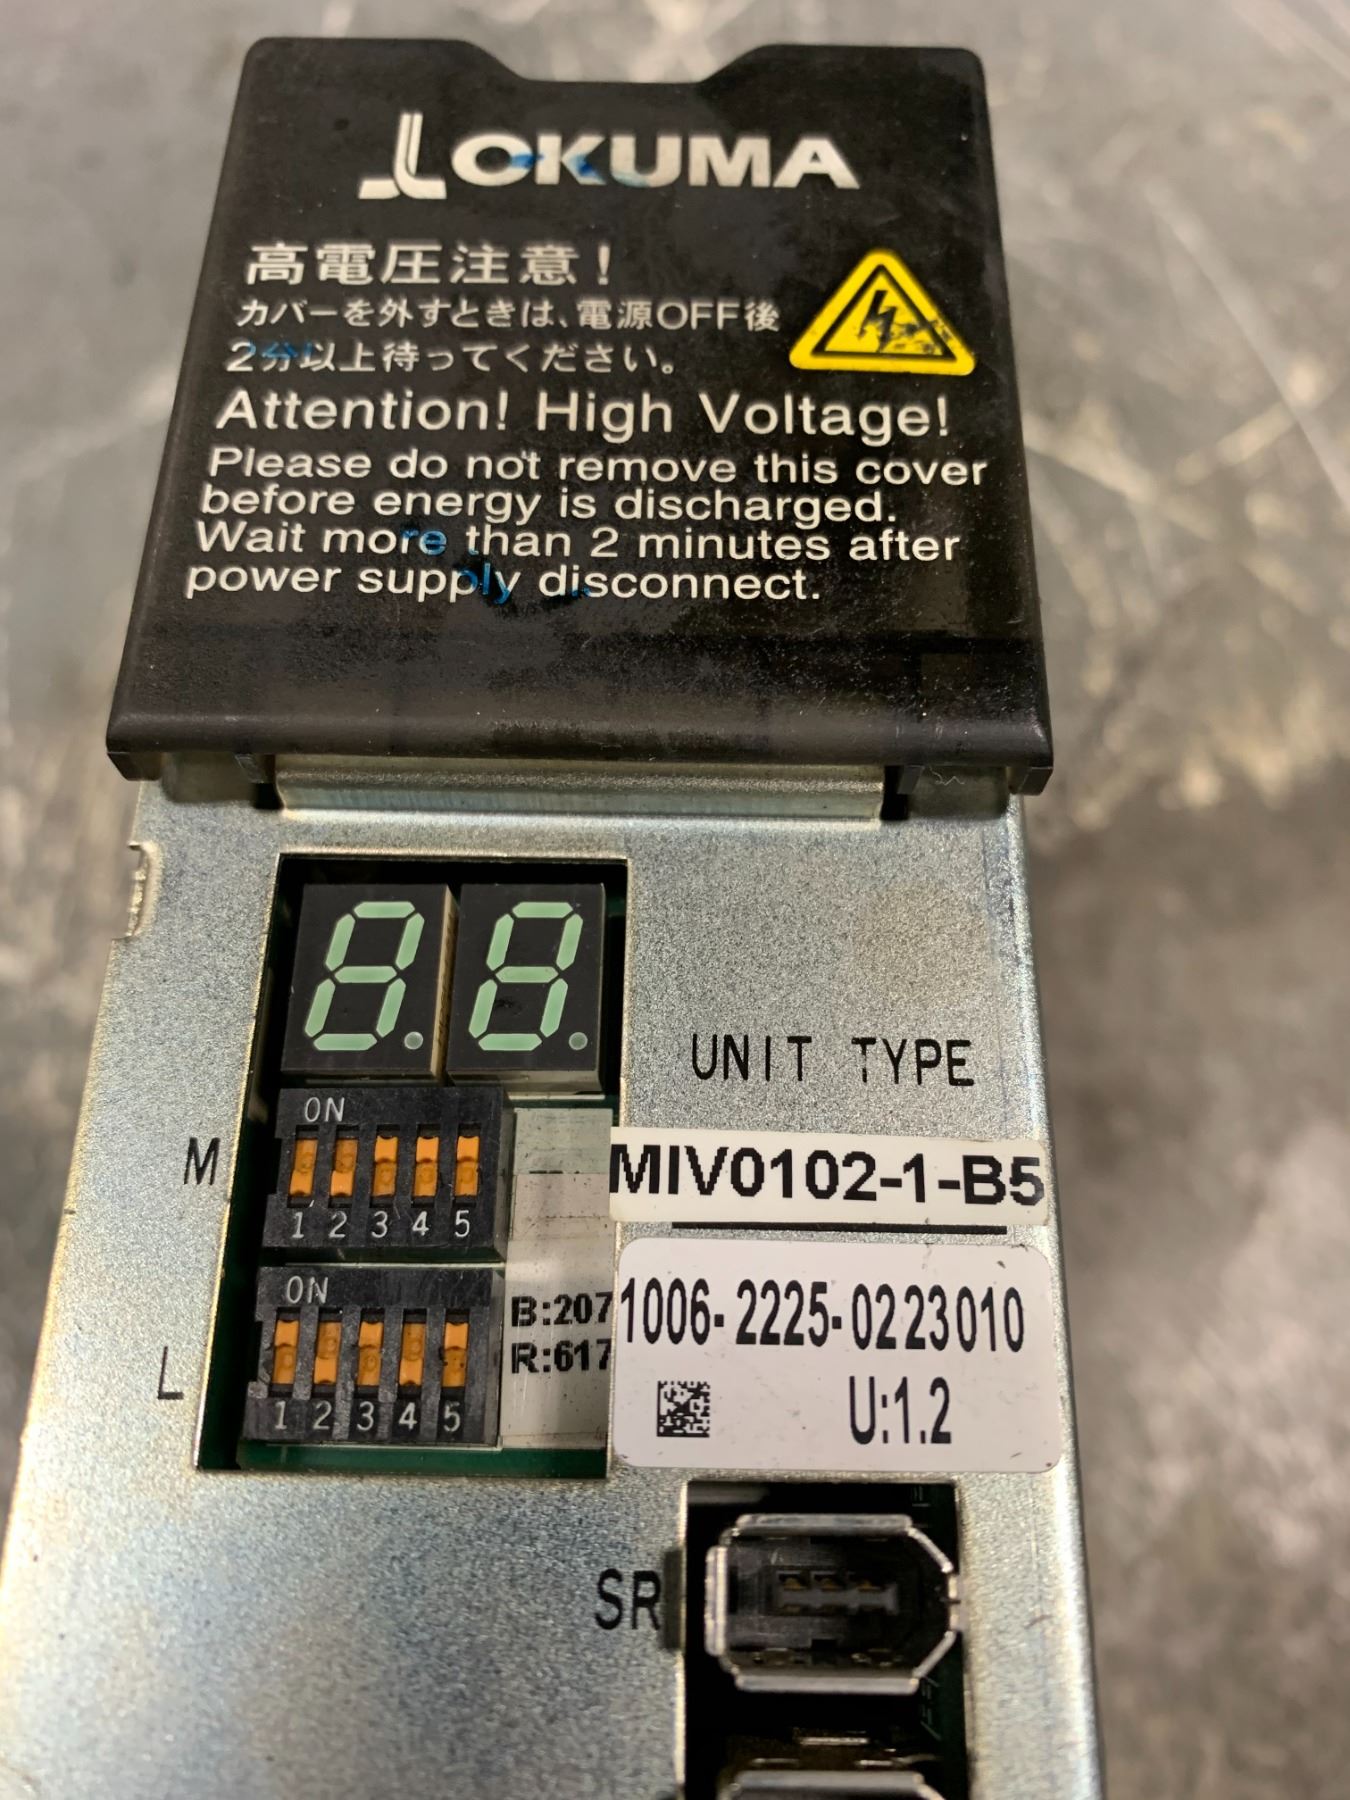 OKUMA
高電圧注意!
カバーを外すときは、電源OFF後
2分以上待ってください。
Attention! High Voltage!
Please do not remove this cover
before energy is discharged.
Wait more than 2 minutes after
power supply disconnect.
UNIT TYPE
ON
M
MIV0102-1-B5
1 2 3 4 5
ON
B:207
1006-2225-0223010
R:617
L
U:1.2
1 2 3 4 5
SR